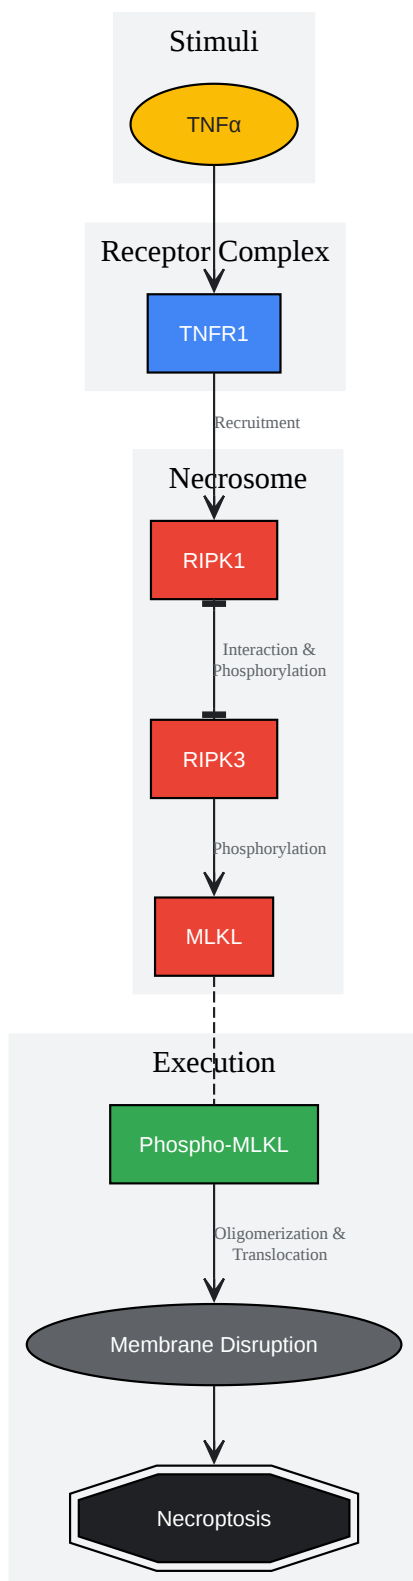 Stimuli
TNFα
Receptor Complex
TNFR1
Recruitment
Necrosome
RIPK1
Interaction &
Phosphorylation
RIPK3
Phosphorylation
MLKL
Execution
Phospho-MLKL
Oligomerization &
Translocation
Membrane Disruption
Necroptosis